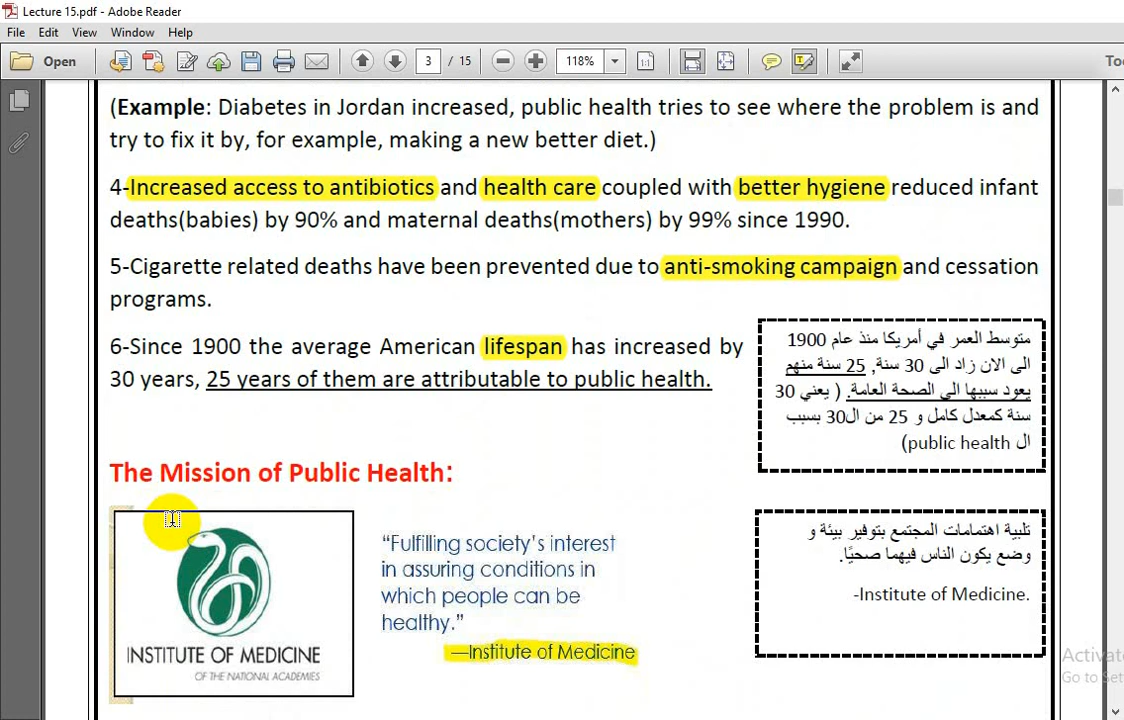 Lecture 15.pdf - Adobe Reader
File Edit View Window Help
Open 3 / 15 118%
(Example: Diabetes in Jordan increased, public health tries to see where the problem is and
try to fix it by, for example, making a new better diet.)
4-Increased access to antibiotics and health care coupled with better hygiene reduced infant
deaths(babies) by 90% and maternal deaths(mothers) by 99% since 1990.
5-Cigarette related deaths have been prevented due to anti-smoking campaign and cessation
programs.
6-Since 1900 the average American lifespan has increased by
30 years, 25 years of them are attributable to public health.
متوسط العمر في أمريكا منذ عام 1900
الى الان زاد الى 30 سنة, 25 سنة منهم
يعود سببها الى الصحة العامة. ( يعني 30
سنة كمعدل كامل و 25 من ال30 بسبب
ال public health)
The Mission of Public Health:
INSTITUTE OF MEDICINE
OF THE NATIONAL ACADEMIES
“Fulfilling society’s interest
in assuring conditions in
which people can be
healthy.”
—Institute of Medicine
تلبية اهتمامات المجتمع بتوفير بيئة و
وضع يكون الناس فيهما صحيًا.
-Institute of Medicine.